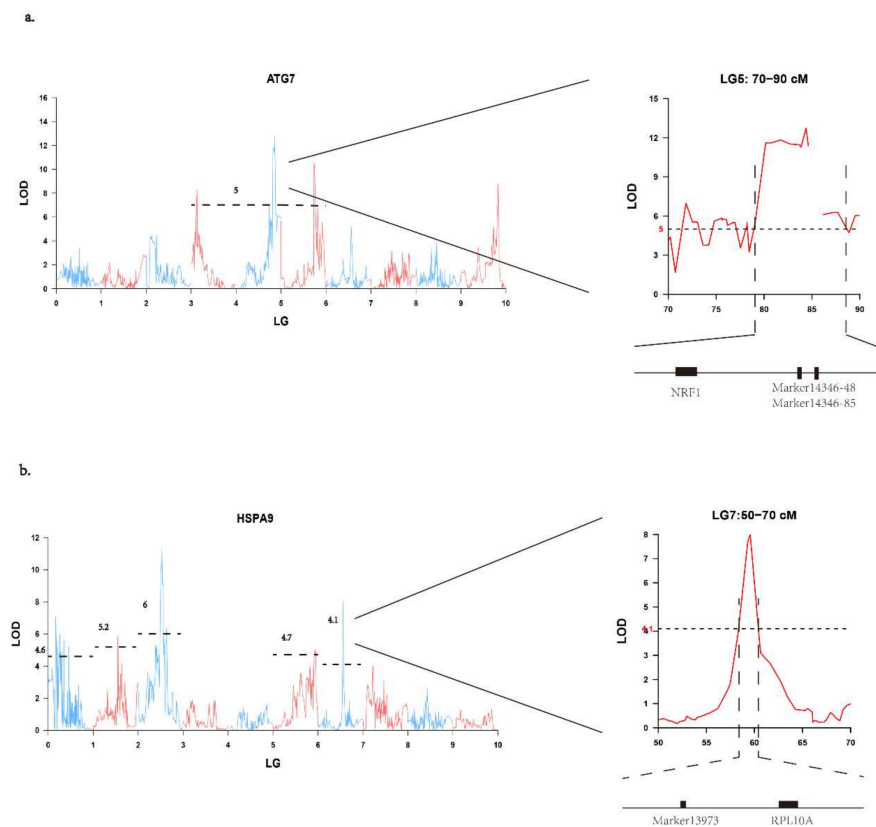 a.
ATG7
LOD
16
14
12
10
8
6
4
2
0
5
0 1 2 3 4 5 6 7 8 9 10
LG
LG5: 70-90 cM
LOD
15
12
9
6
5
3
0
70 75 80 85 90
NRF1
Marker14346-48
Marker14346-85
b.
HSPA9
LOD
12
10
8
6
4
2
0
4.6
5.2
6
4.7
4.1
0 1 2 3 4 5 6 7 8 9 10
LG
LG7:50-70 cM
LOD
8
7
6
5
4.1
4
3
2
1
0
50 55 60 65 70
Marker13973
RPL10A